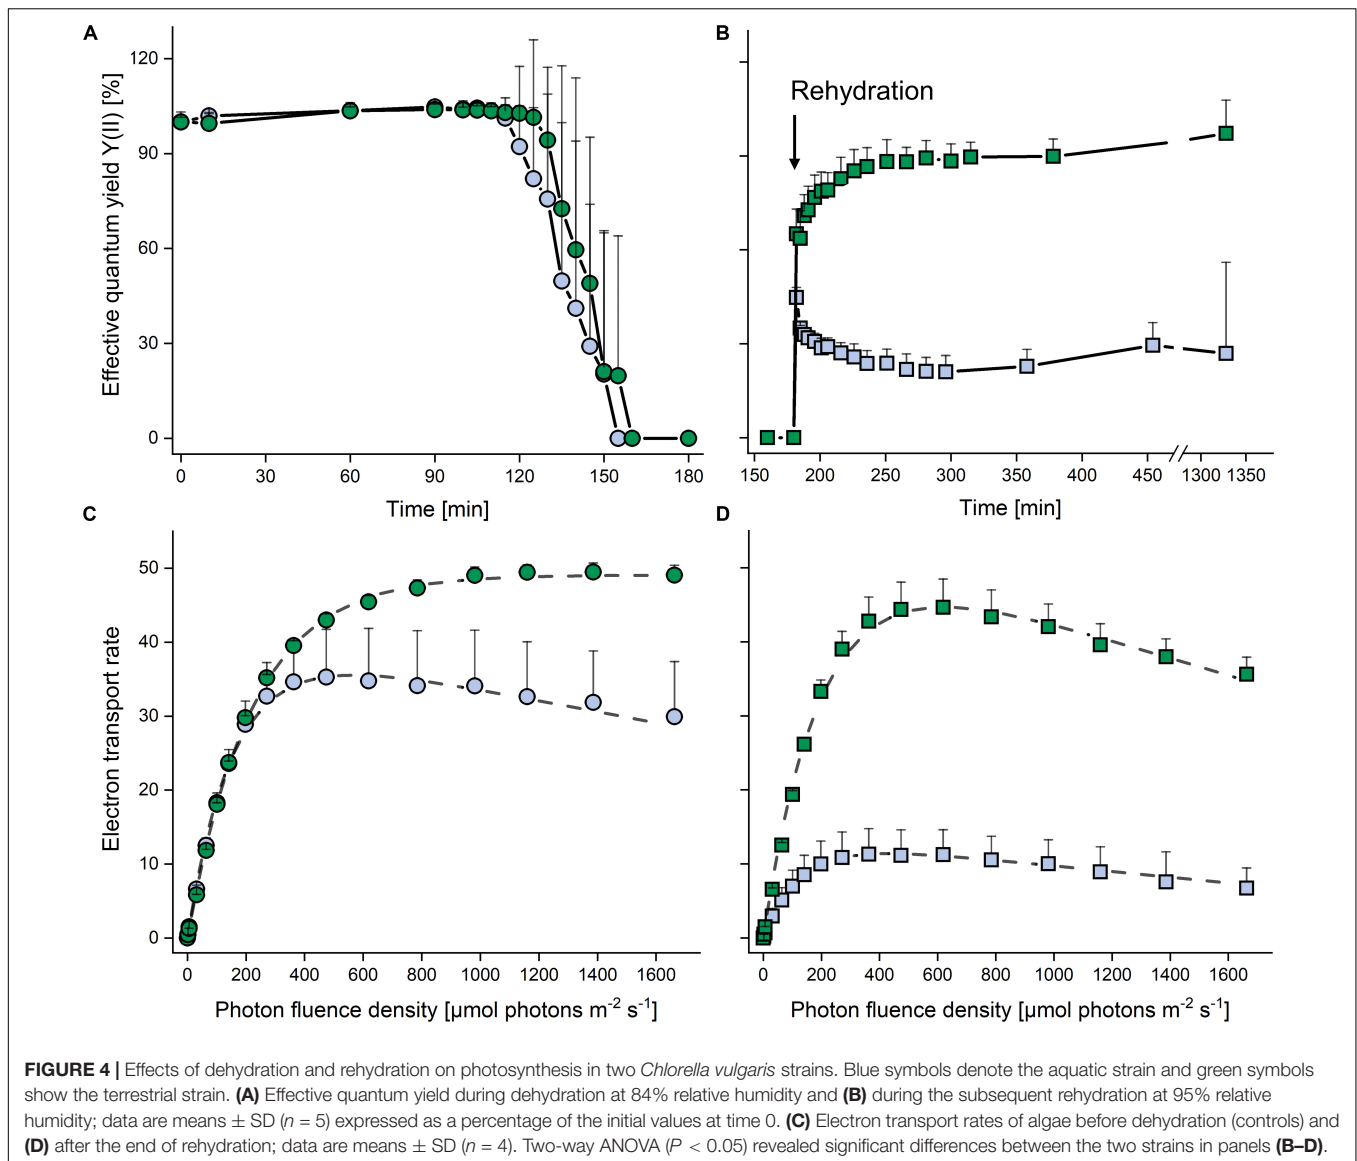 A
B
120
90
60
30
0
Effective quantum yield Y(II) [%]
0 30 60 90 120 150 180
Time [min]
Rehydration
150 200 250 300 350 400 450 1300 1350
Time [min]
C
D
50
40
30
20
10
0
Electron transport rate
0 200 400 600 800 1000 1200 1400 1600
Photon fluence density [µmol photons m-2 s-1]
0 200 400 600 800 1000 1200 1400 1600
Photon fluence density [µmol photons m-2 s-1]
FIGURE 4 | Effects of dehydration and rehydration on photosynthesis in two Chlorella vulgaris strains. Blue symbols denote the aquatic strain and green symbols
show the terrestrial strain. (A) Effective quantum yield during dehydration at 84% relative humidity and (B) during the subsequent rehydration at 95% relative
humidity; data are means ± SD (n = 5) expressed as a percentage of the initial values at time 0. (C) Electron transport rates of algae before dehydration (controls) and
(D) after the end of rehydration; data are means ± SD (n = 4). Two-way ANOVA (P < 0.05) revealed significant differences between the two strains in panels (B–D).